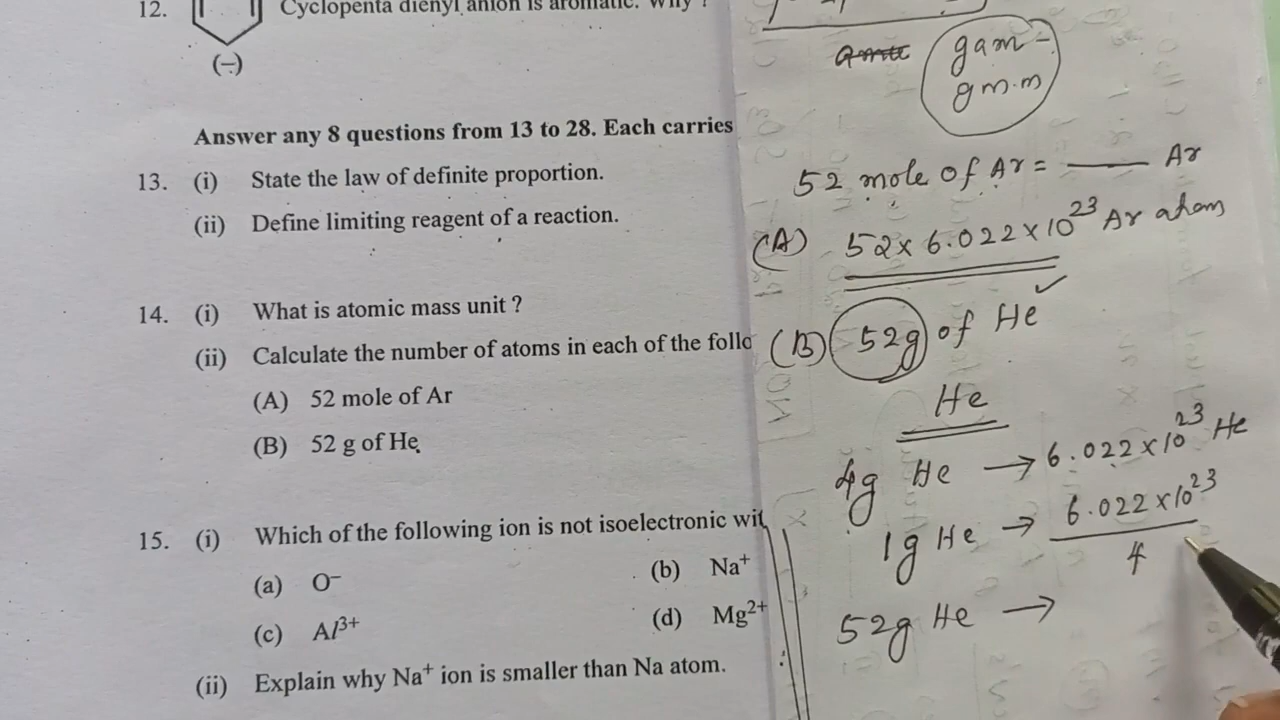 12. Cyclopenta dienyl anion is aromatic. Why ?
(−)
Answer any 8 questions from 13 to 28. Each carries
13. (i) State the law of definite proportion.
(ii) Define limiting reagent of a reaction.
14. (i) What is atomic mass unit ?
(ii) Calculate the number of atoms in each of the follo
(A) 52 mole of Ar
(B) 52 g of He
15. (i) Which of the following ion is not isoelectronic wit
(a) O⁻ (b) Na⁺
(c) Al³⁺ (d) Mg²⁺
(ii) Explain why Na⁺ ion is smaller than Na atom.
gam -
gm.m
52 mole of Ar = ____ Ar
(A) 52 x 6.022 x 10²³ Ar atom
(B) 52g of He ✓
He
4g He → 6.022 x 10²³ He
1g He → 6.022 x 10²³
4
52g He →